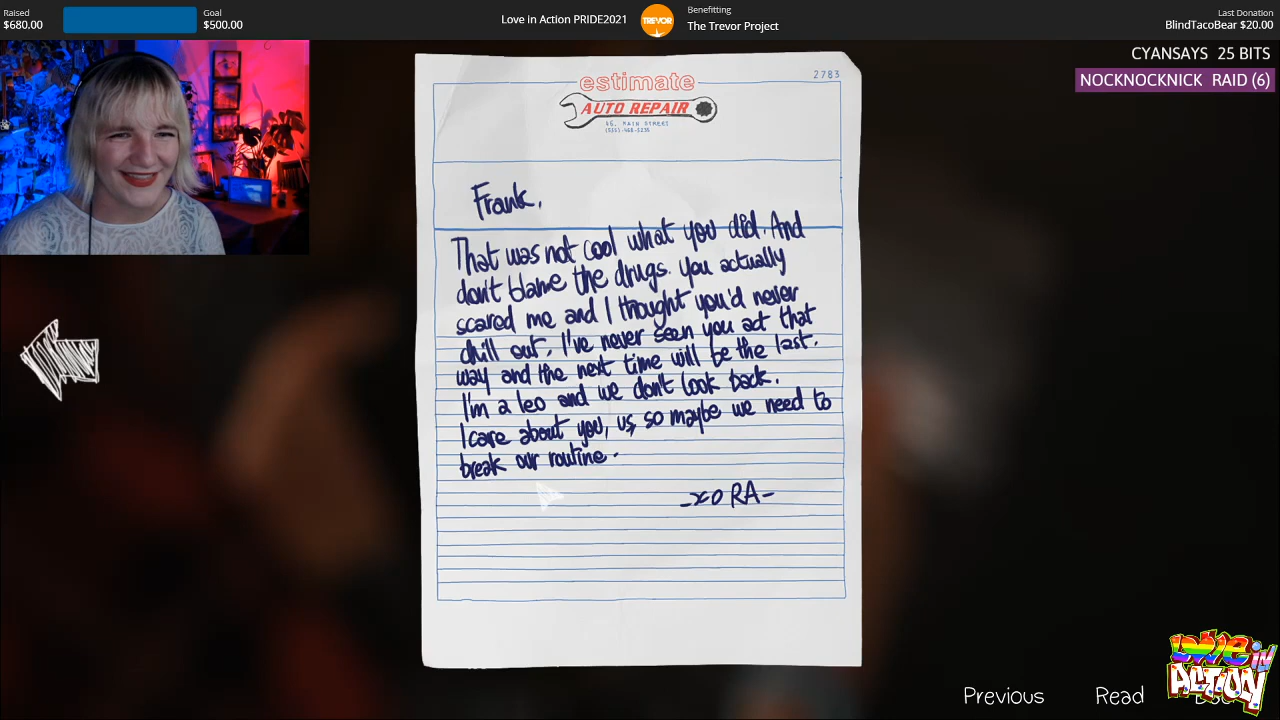 Raised
$680.00
Goal
$500.00
Love in Action PRIDE2021
TREVOR
Benefitting
The Trevor Project
Last Donation
BlindTacoBear $20.00
CYANSAYS 25 BITS
NOCKNOCKNICK RAID (6)
2783
estimate
AUTO REPAIR
Frank,
That was not cool what you did. And
don't blame the drugs. You actually
scared me and I thought you'd never
chill out. I've never seen you act that
way and the next time will be the last.
I'm a leo and we don't look back.
I care about you, us, so maybe we need to
break our routine.
-xo RA-
Previous
Read
LOVE in
ACTION